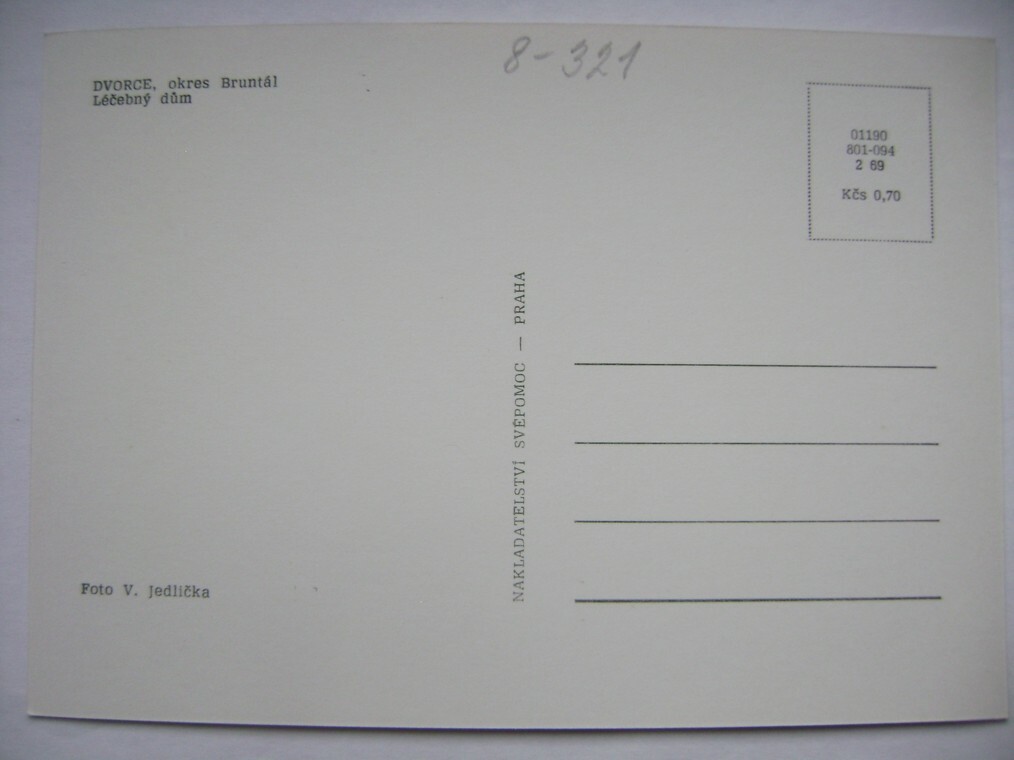 8-321
DVORCE, okres Bruntál
Léčebný dům
01190
801-094
2 69
Kčs 0,70
NAKLADATELSTVÍ SVÉPOMOC — PRAHA
Foto V. Jedlička